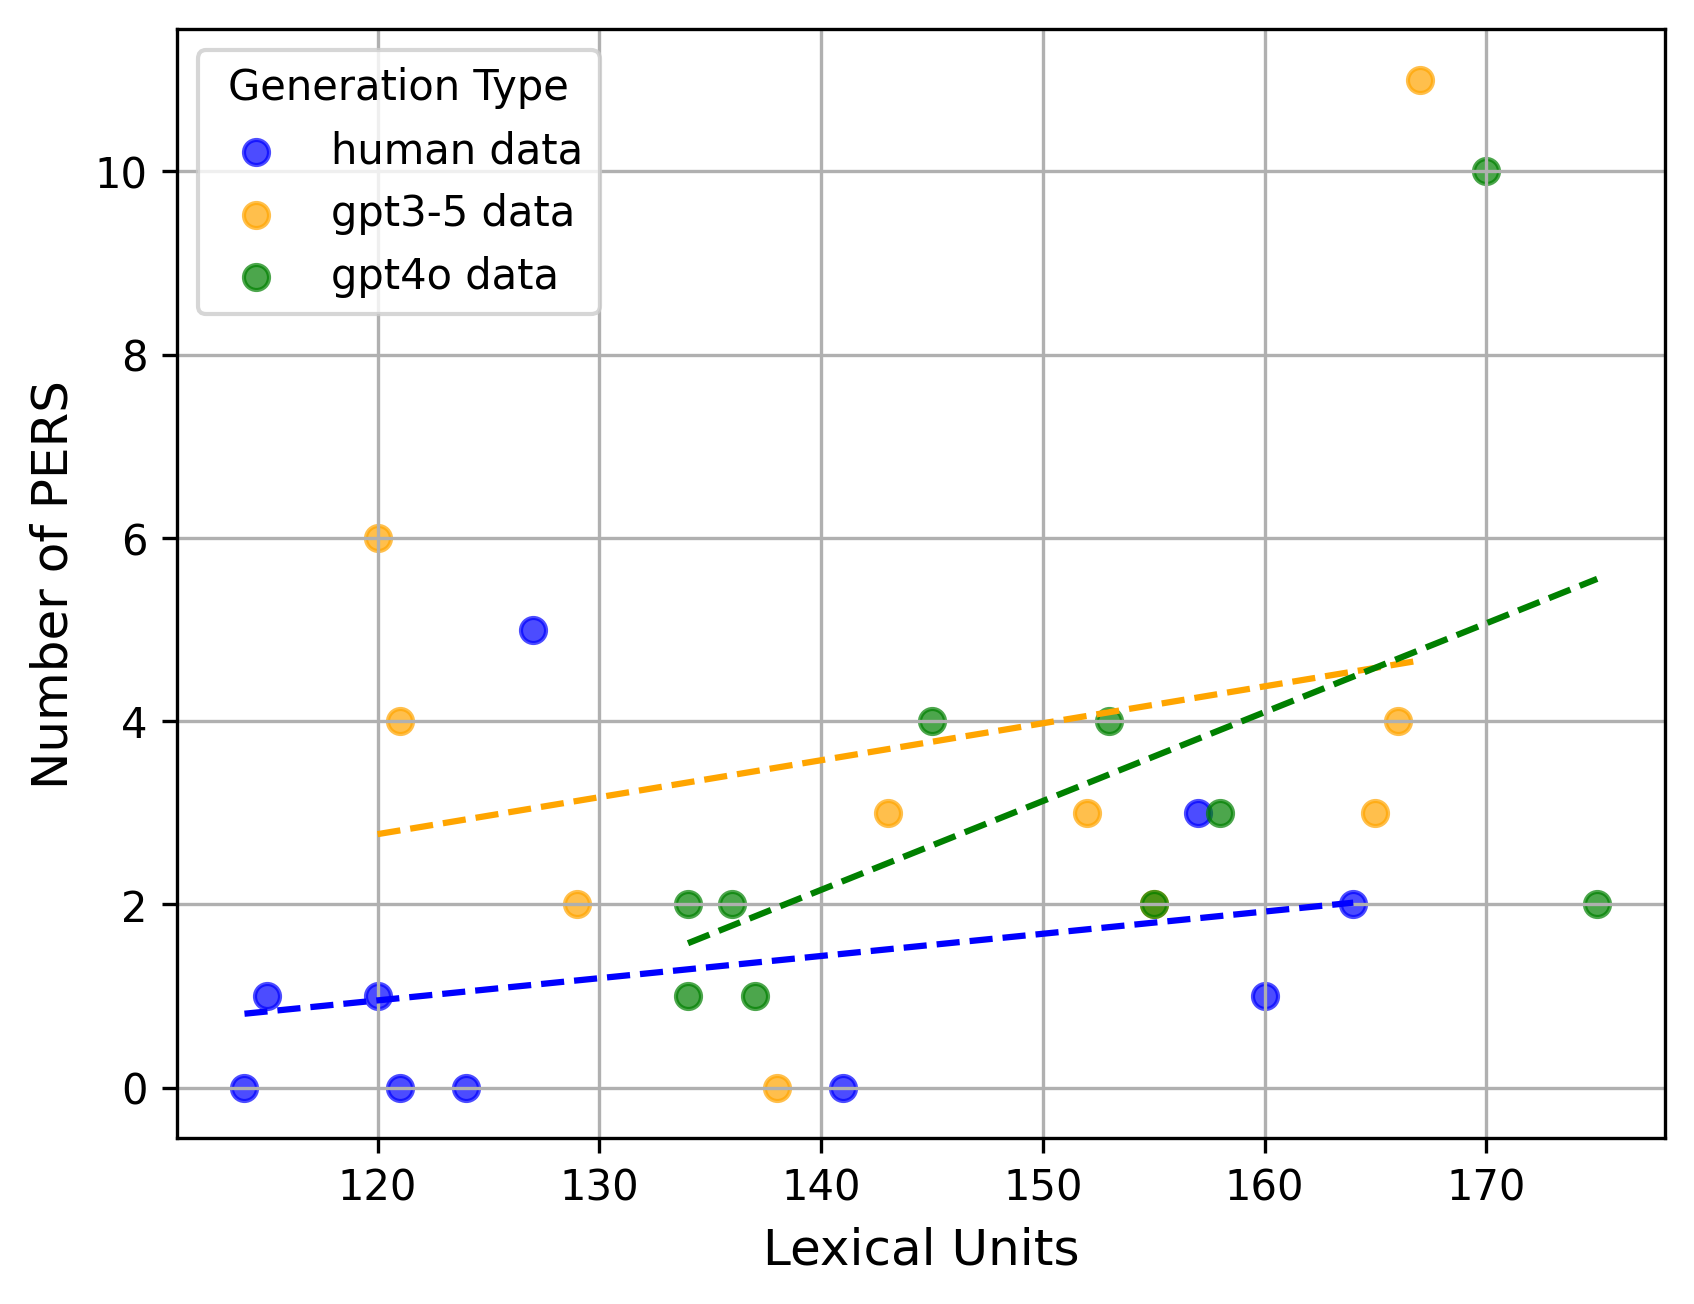 Generation Type
human data
gpt3-5 data
gpt4o data
Number of PERS
10
8
6
4
2
0
120 130 140 150 160 170
Lexical Units